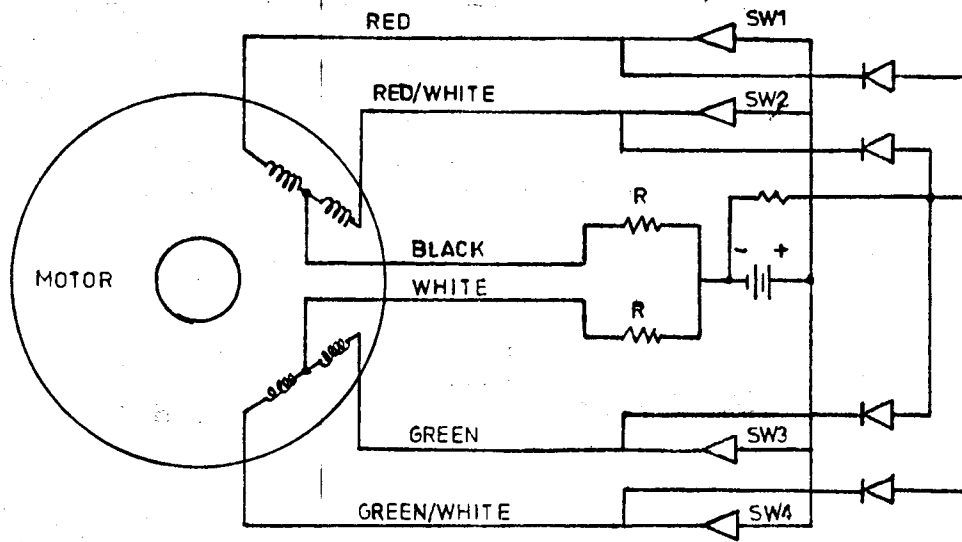 RED
SW1
RED/WHITE
SW2
R
BLACK
- +
MOTOR
WHITE
R
GREEN
SW3
GREEN/WHITE
SW4